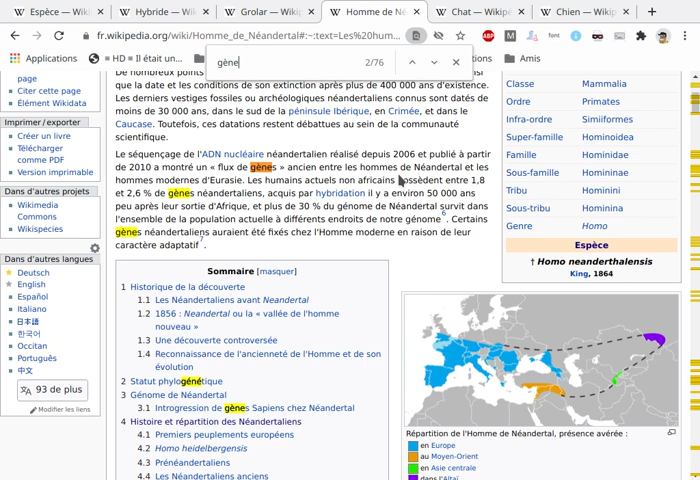 Espèce — Wikip
Hybride — Wiki
Grolar — Wikip
Homme de Né
Chat — Wikipé
Chien — Wikip
fr.wikipedia.org/wiki/Homme_de_Néandertal#:~:text=Les%20hum...
Applications
= HD = Il était un...
Amis
gène
2/76
page
Citer cette page
Élément Wikidata
Imprimer / exporter
Créer un livre
Télécharger
comme PDF
Version imprimable
Dans d'autres projets
Wikimedia
Commons
Wikispecies
Dans d'autres langues
Deutsch
English
Español
Italiano
日本語
한국어
Occitan
Português
中文
93 de plus
Modifier les liens
De nombreux points
que la date et les conditions de son extinction après plus de 400 000 ans d'existence.
Les derniers vestiges fossiles ou archéologiques néandertaliens connus sont datés de
moins de 30 000 ans, dans le sud de la péninsule Ibérique, en Crimée, et dans le
Caucase. Toutefois, ces datations restent débattues au sein de la communauté
scientifique.
Le séquençage de l'ADN nucléaire néandertalien réalisé depuis 2006 et publié à partir
de 2010 a montré un « flux de gènes » ancien entre les hommes de Néandertal et les
hommes modernes d'Eurasie. Les humains actuels non africains possèdent entre 1,8
et 2,6 % de gènes néandertaliens, acquis par hybridation il y a environ 50 000 ans
peu après leur sortie d'Afrique, et plus de 30 % du génome de Néandertal survit dans
l'ensemble de la population actuelle à différents endroits de notre génome 6. Certains
gènes néandertaliens auraient été fixés chez l'Homme moderne en raison de leur
caractère adaptatif 7.
Sommaire [masquer]
1 Historique de la découverte
1.1 Les Néandertaliens avant Neandertal
1.2 1856 : Neandertal ou la « vallée de l'homme
nouveau »
1.3 Une découverte controversée
1.4 Reconnaissance de l'ancienneté de l'Homme et de son
évolution
2 Statut phylogénétique
3 Génome de Néandertal
3.1 Introgression de gènes Sapiens chez Néandertal
4 Histoire et répartition des Néandertaliens
4.1 Premiers peuplements européens
4.2 Homo heidelbergensis
4.3 Prénéandertaliens
4.4 Les Néandertaliens anciens
Classe Mammalia
Ordre Primates
Infra-ordre Simiiformes
Super-famille Hominoidea
Famille Hominidae
Sous-famille Homininae
Tribu Hominini
Sous-tribu Hominina
Genre Homo
Espèce
† Homo neanderthalensis
King, 1864
Répartition de l'Homme de Néandertal, présence avérée :
en Europe
au Moyen-Orient
en Asie centrale
dans l'Altaï